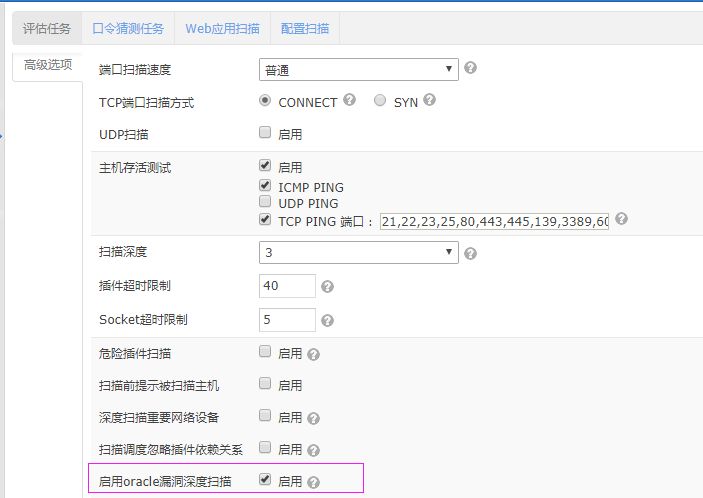 评估任务 口令猜测任务 Web应用扫描 配置扫描
高级选项
端口扫描速度 普通
TCP端口扫描方式 CONNECT SYN
UDP扫描 启用
主机存活测试 启用
ICMP PING
UDP PING
TCP PING 端口： 21,22,23,25,80,443,445,139,3389,60
扫描深度 3
插件超时限制 40
Socket超时限制 5
危险插件扫描 启用
扫描前提示被扫描主机 启用
深度扫描重要网络设备 启用
扫描调度忽略插件依赖关系 启用
启用oracle漏洞深度扫描 启用